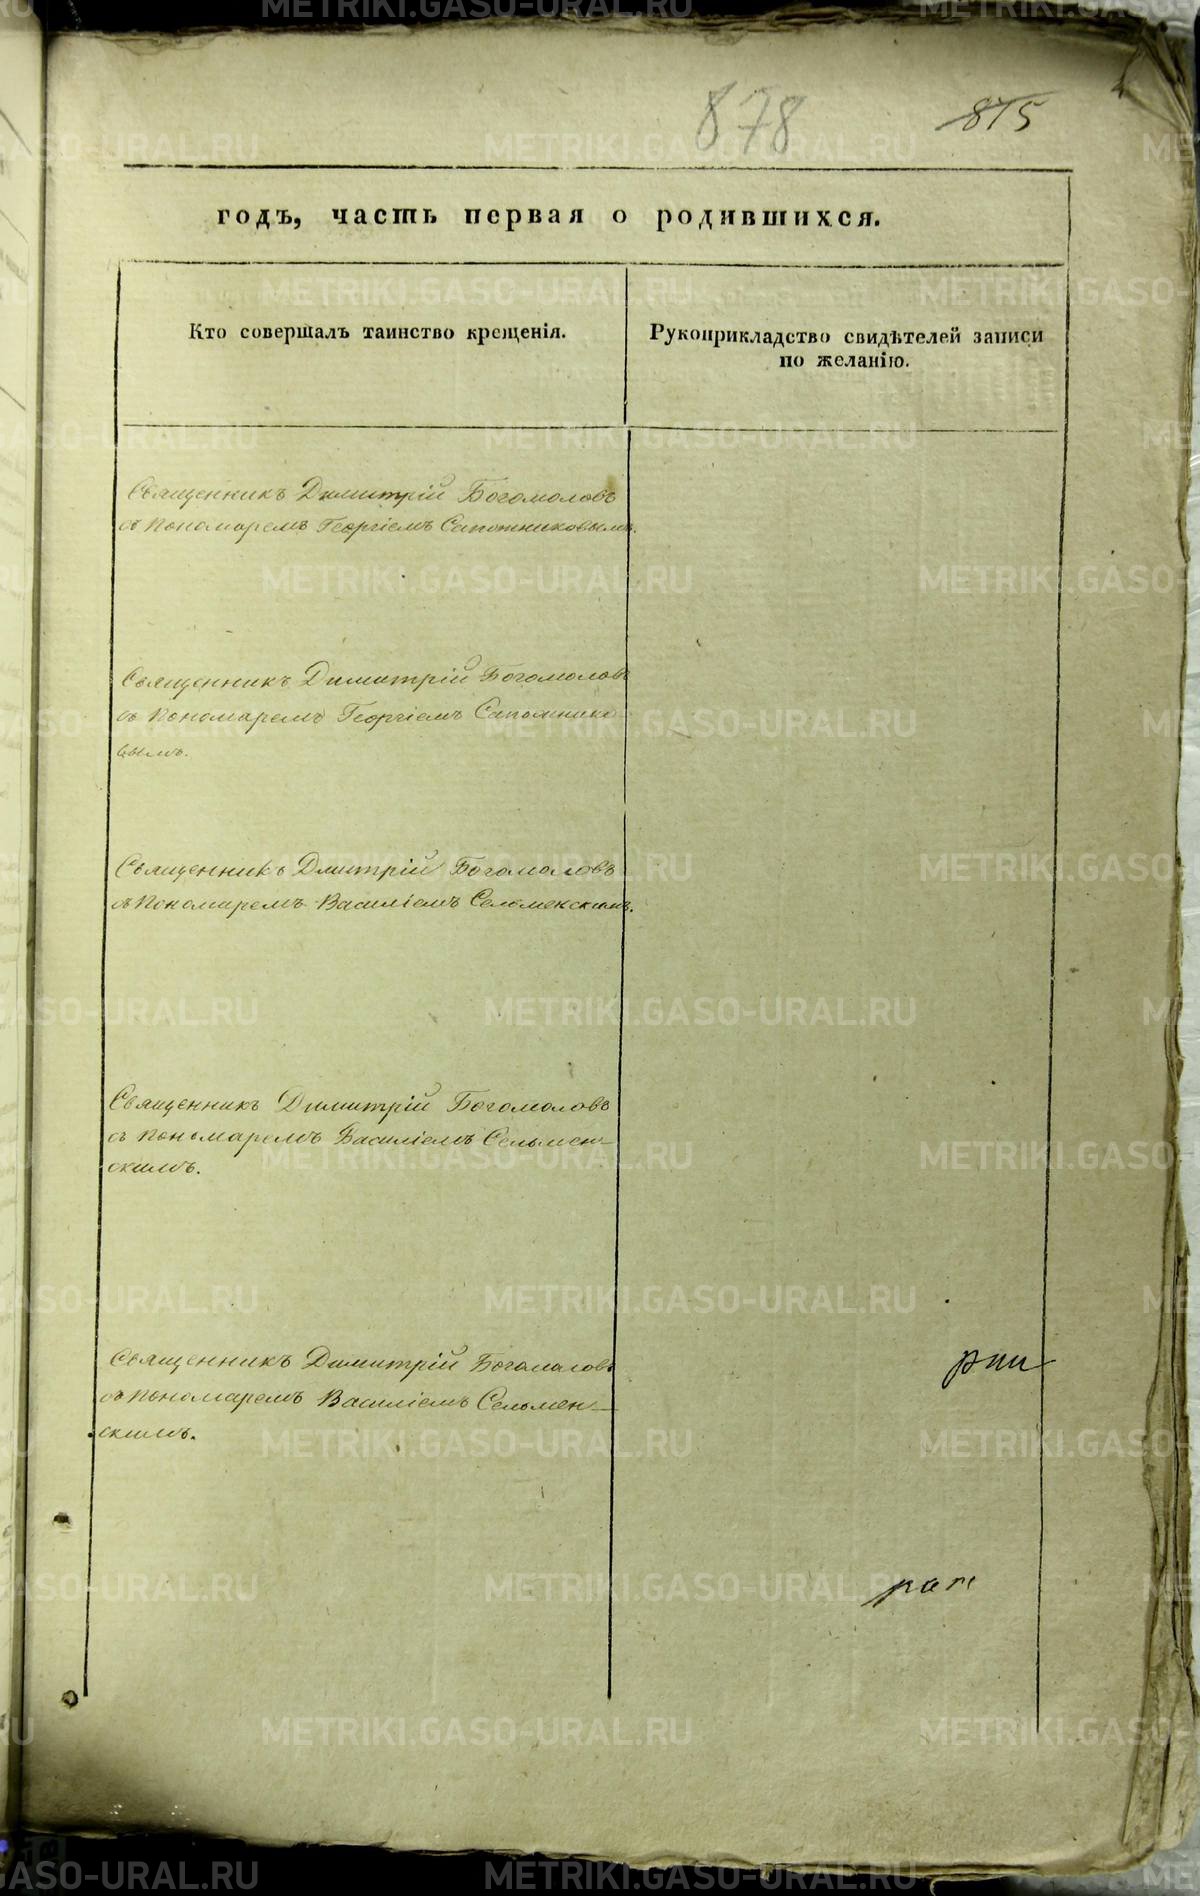 878
875
годъ, часть первая о родившихся.
Кто совершалъ таинство крещенія.
Рукоприкладство свидѣтелей записи
по желанію.
Священникъ Димитрій Богомоловъ
съ пономаремъ Георгіемъ Сапожниковымъ.
Священникъ Димитрій Богомоловъ
съ пономаремъ Георгіемъ Сапожнико
вымъ.
Священникъ Дмитрій Богомоловъ
съ пономаремъ Василіемъ Сельменскимъ.
Священникъ Димитрій Богомоловъ
съ пономаремъ Василіемъ Сельмен-
скимъ.
Священникъ Димитрій Богомоловъ
съ пономаремъ Василіемъ Сельмен-
скимъ.
METRIKI.GASO-URAL.RU